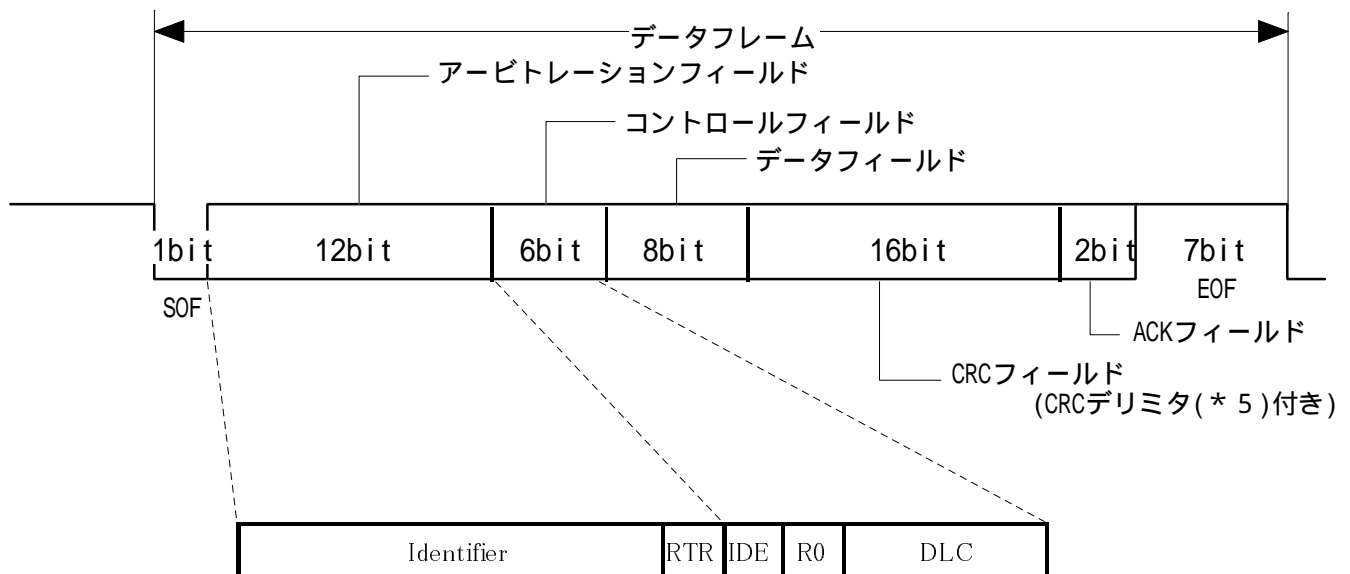 データフレーム
アービトレーションフィールド
コントロールフィールド
データフィールド
1bit 12bit 6bit 8bit 16bit 2bit 7bit
SOF
EOF
ACKフィールド
CRCフィールド
(CRCデリミタ(*5)付き)
Identifier RTR IDE R0 DLC